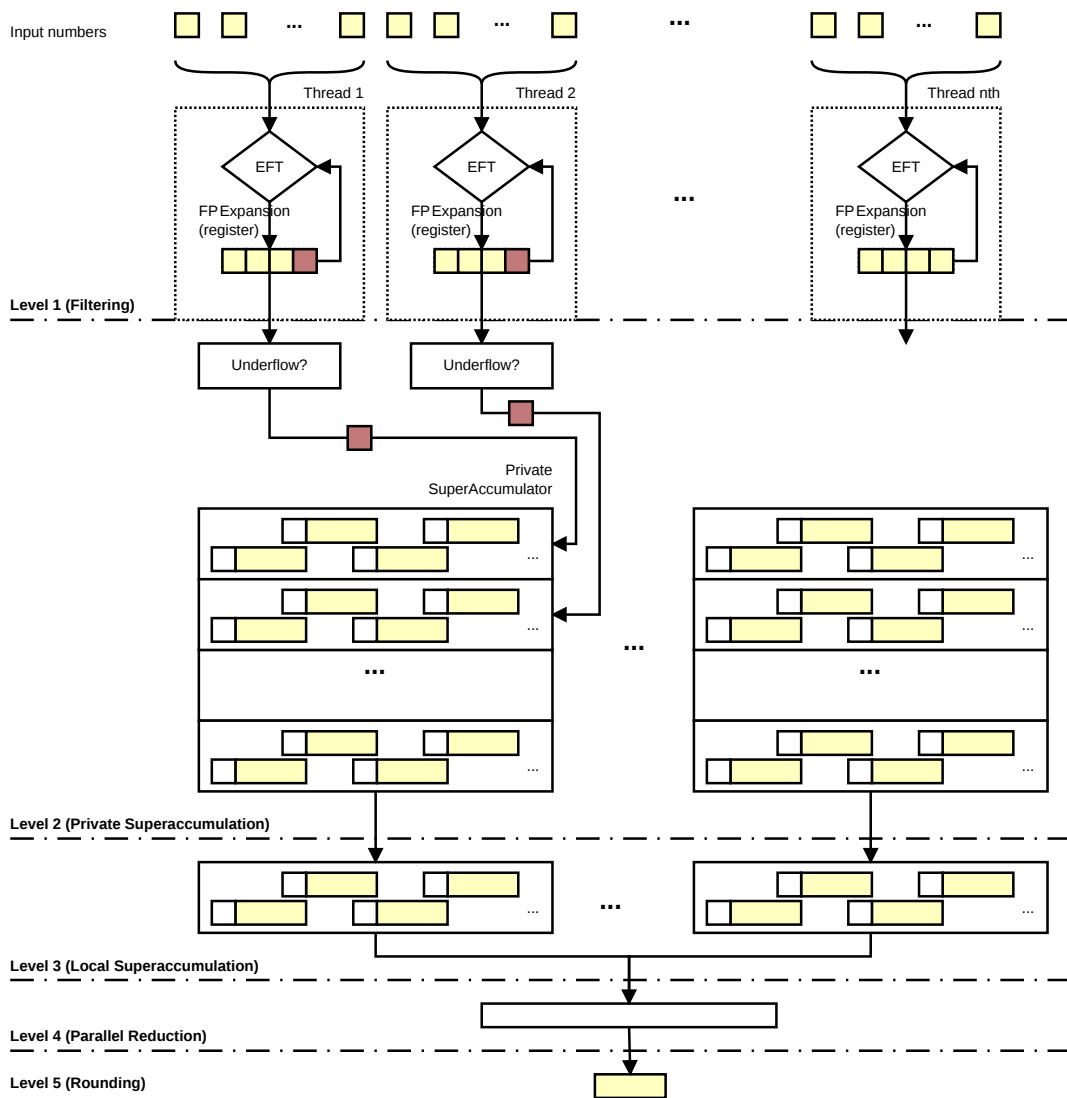 Input numbers
...
...
...
...
Thread 1
Thread 2
Thread nth
EFT
EFT
EFT
...
FP Expansion
(register)
FP Expansion
(register)
FP Expansion
(register)
Level 1 (Filtering)
Underflow?
Underflow?
Private
SuperAccumulator
...
...
...
...
...
...
...
...
...
Level 2 (Private Superaccumulation)
...
...
...
Level 3 (Local Superaccumulation)
Level 4 (Parallel Reduction)
Level 5 (Rounding)